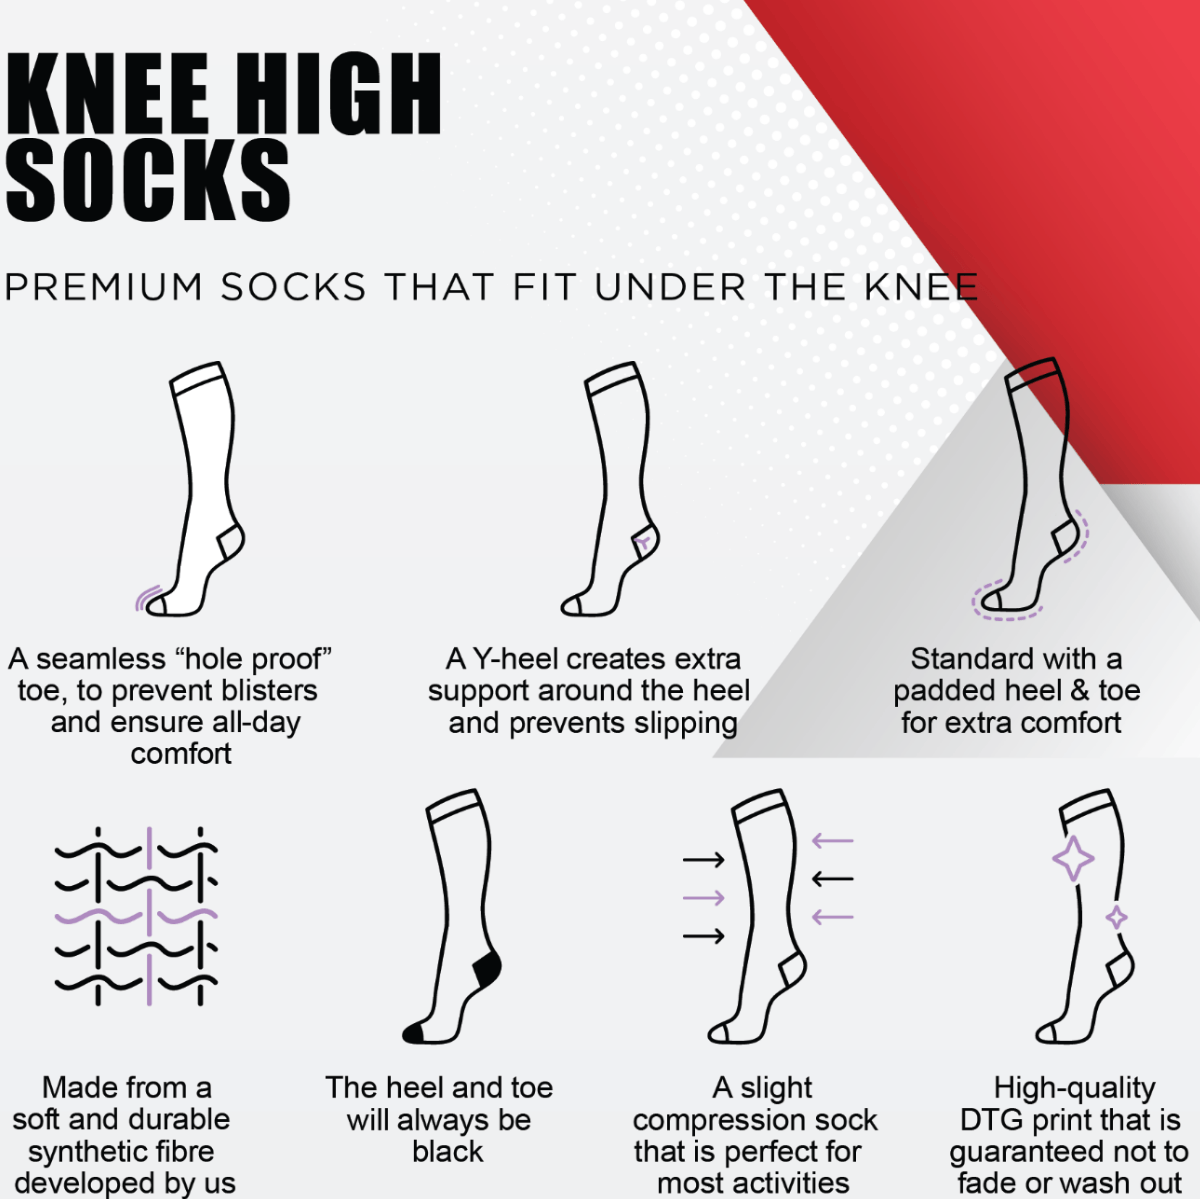 KNEE HIGH
SOCKS
PREMIUM SOCKS THAT FIT UNDER THE KNEE
A seamless “hole proof”
toe, to prevent blisters
and ensure all-day
comfort
A Y-heel creates extra
support around the heel
and prevents slipping
Standard with a
padded heel & toe
for extra comfort
Made from a
soft and durable
synthetic fibre
developed by us
The heel and toe
will always be
black
A slight
compression sock
that is perfect for
most activities
High-quality
DTG print that is
guaranteed not to
fade or wash out